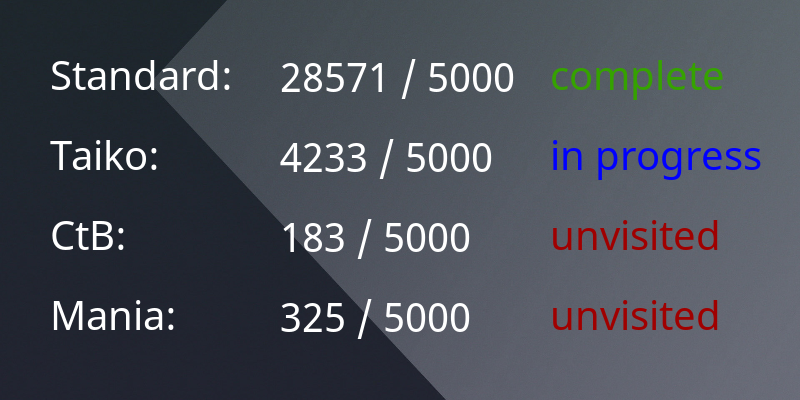 Standard: 28571 / 5000 complete
Taiko: 4233 / 5000 in progress
CtB: 183 / 5000 unvisited
Mania: 325 / 5000 unvisited